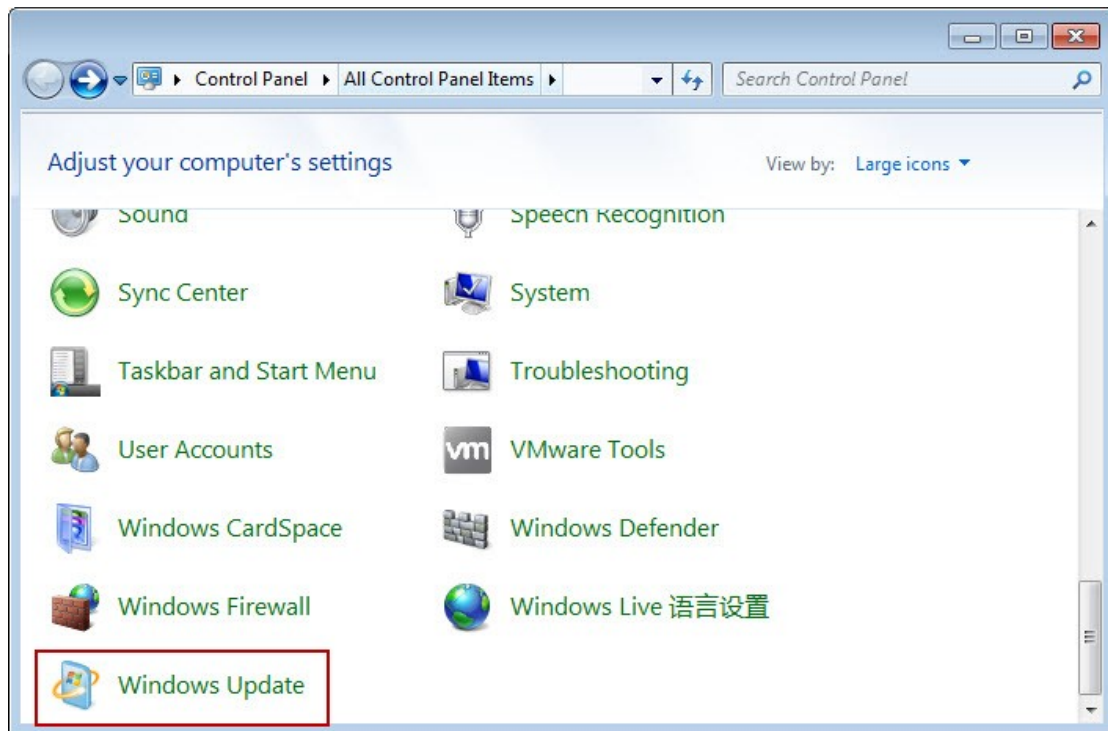 Control Panel All Control Panel Items Search Control Panel
Adjust your computer's settings View by: Large icons
Sound Speech Recognition
Sync Center System
Taskbar and Start Menu Troubleshooting
User Accounts vm VMware Tools
Windows CardSpace Windows Defender
Windows Firewall Windows Live 语言设置
Windows Update